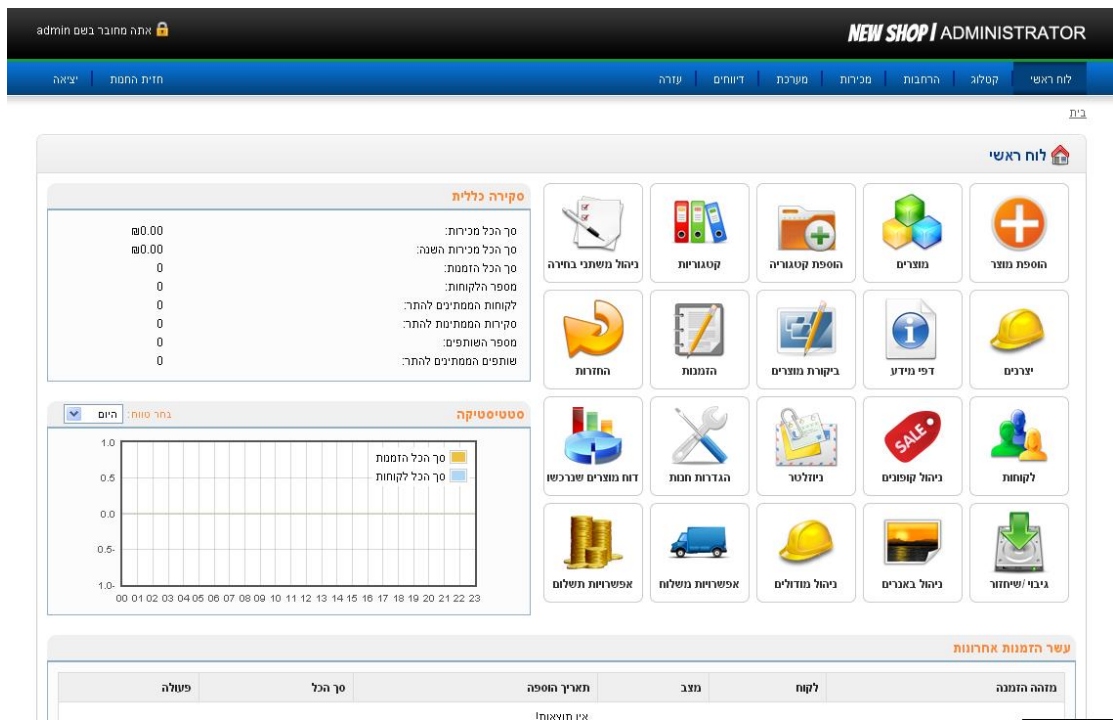 NEW SHOP / ADMINISTRATOR
אתה מחובר בשם admin
לוח ראשי
קטלוג
הרחבות
מכירות
מערכת
דיווחים
עזרה
חזית החנות
יציאה
בית
לוח ראשי
הוספת מוצר
מוצרים
הוספת קטגוריה
קטגוריות
ניהול משתני בחירה
יצרנים
דפי מידע
ביקורת מוצרים
הזמנות
החזרות
לקוחות
SALE
ניהול קופונים
ניוזלטר
הגדרות חנות
דוח מוצרים שנרכשו
גיבוי /שיחזור
ניהול באנרים
ניהול מודולים
אפשרויות משלוח
אפשרויות תשלום
סקירה כללית
סך הכל מכירות: ₪0.00
סך הכל מכירות השנה: ₪0.00
סך הכל הזמנות: 0
מספר הלקוחות: 0
לקוחות הממתינים להתר: 0
סקירות הממתינות להתר: 0
מספר השותפים: 0
שותפים הממתינים להתר: 0
סטטיסטיקה
בחר טווח: היום
סך הכל הזמנות
סך הכל לקוחות
1.0
0.5
0.0
0.5-
1.0-
00 01 02 03 04 05 06 07 08 09 10 11 12 13 14 15 16 17 18 19 20 21 22 23
עשר הזמנות אחרונות
מזהה הזמנה לקוח מצב תאריך הוספה סך הכל פעולה
אין תוצאות!